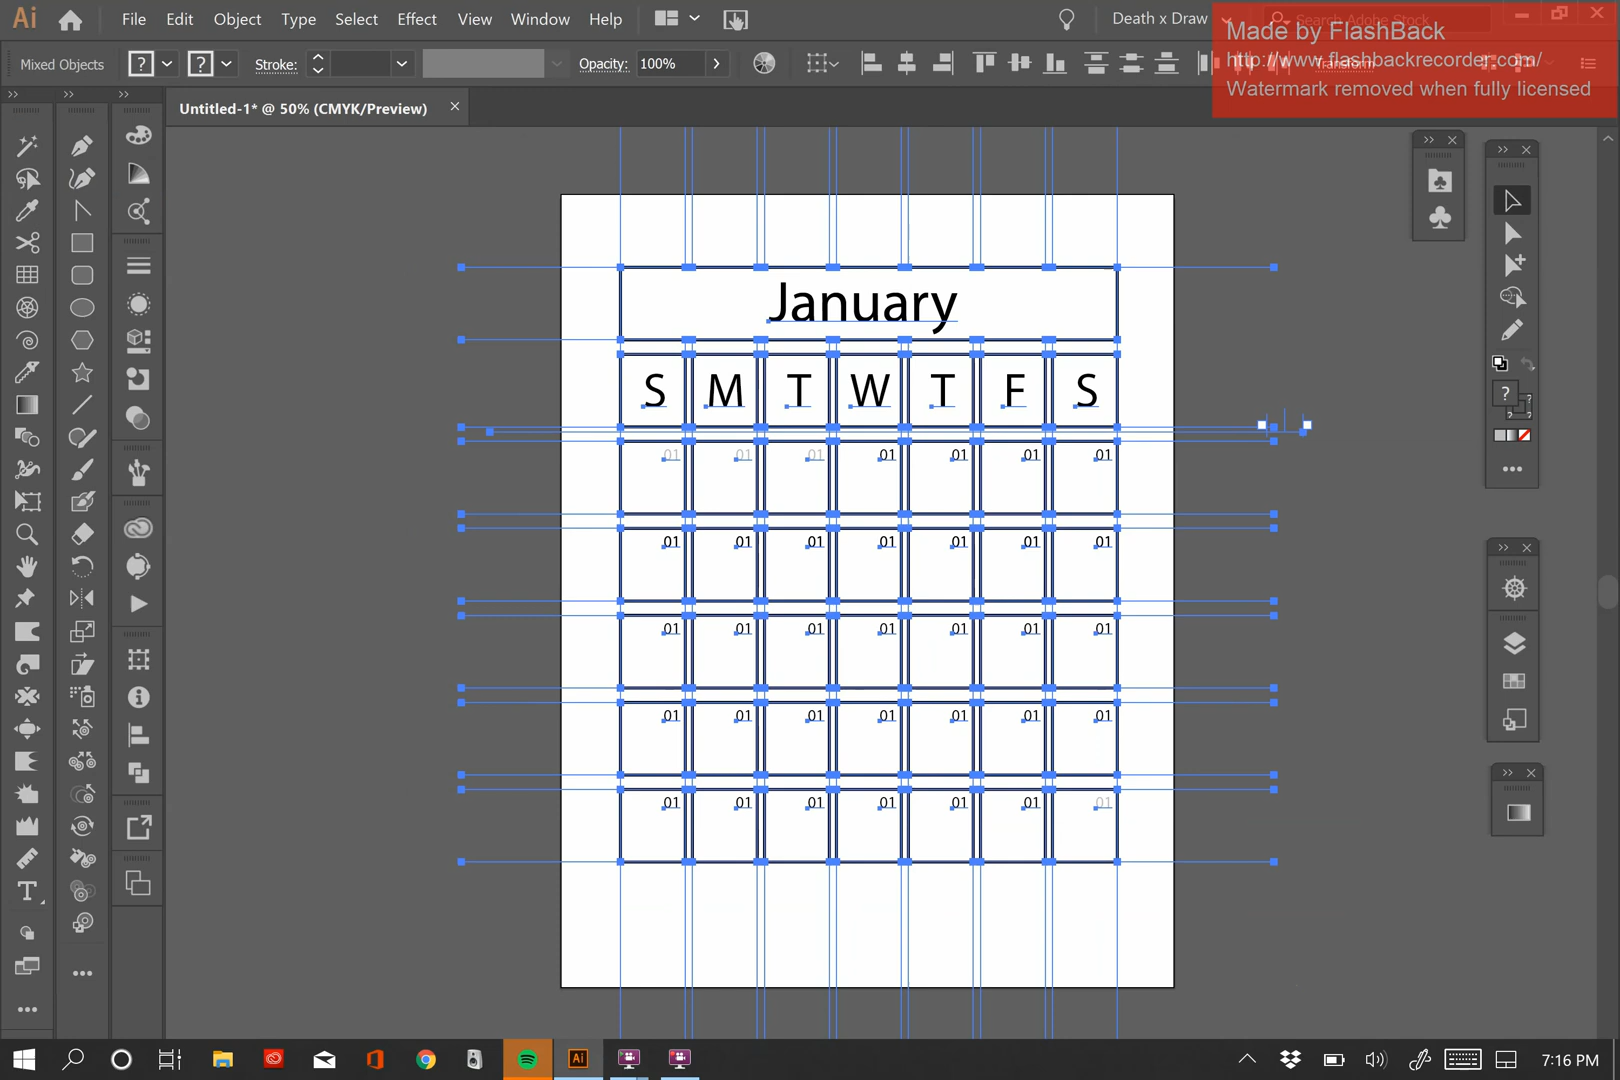 Ai File Edit Object Type Select Effect View Window Help Death x Draw
Made by FlashBack
http://www.flashbackrecorder.com/
Watermark removed when fully licensed
Mixed Objects ? ? Stroke: Opacity: 100%
Untitled-1* @ 50% (CMYK/Preview)
January
S M T W T F S
01 01 01 01 01 01 01
01 01 01 01 01 01 01
01 01 01 01 01 01 01
01 01 01 01 01 01 01
01 01 01 01 01 01 01
Ai
7:16 PM